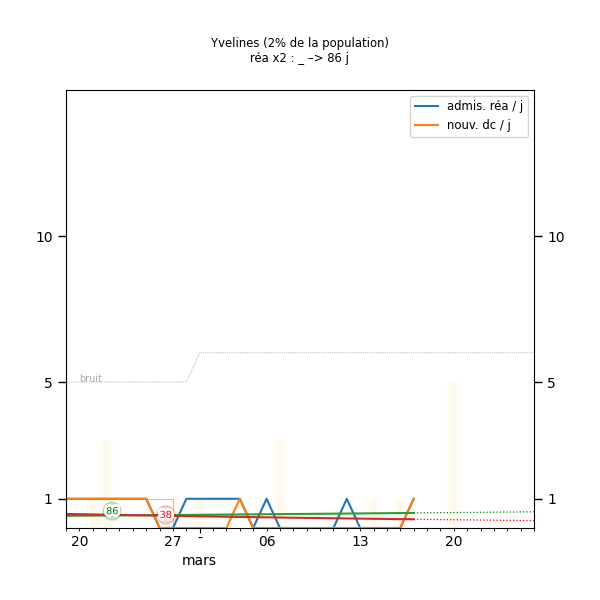 Yvelines (2% de la population)
réa x2 : _ –> 86 j
admis. réa / j
nouv. dc / j
10 10
bruit
5 5
86
38
1 1
20 27 - 06 13 20
mars